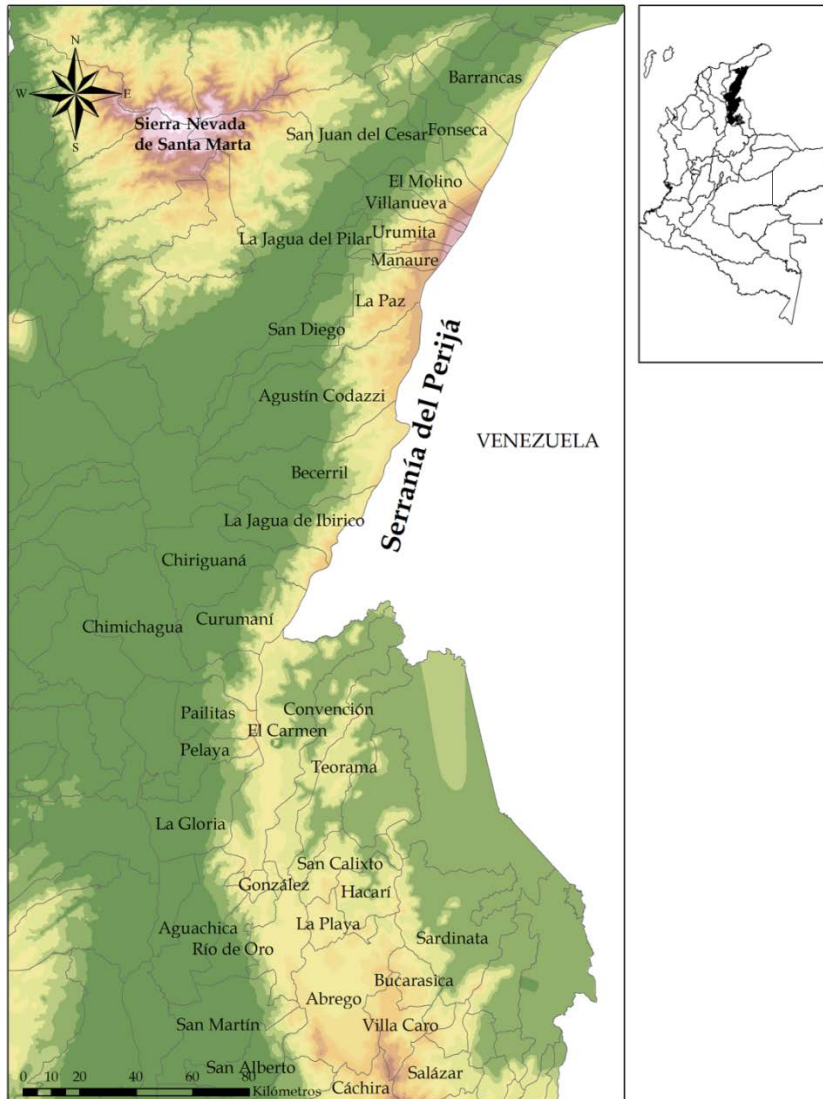 N
W
E
S
Sierra Nevada
de Santa Marta
Barrancas
San Juan del Cesar
Fonseca
El Molino
Villanueva
La Jagua del Pilar
Urumita
Manaure
La Paz
San Diego
Agustín Codazzi
Serranía del Perijá
VENEZUELA
Becerril
La Jagua de Ibirico
Chiriguaná
Curumaní
Chimichagua
Pailitas
Convención
El Carmen
Pelaya
Teorama
La Gloria
San Calixto
González
Hacarí
La Playa
Aguachica
Sardinata
Río de Oro
Bucarasica
Abrego
San Martín
Villa Caro
San Alberto
Salázar
0 5 10 20 40 60 80
Kilómetros
Cáchira